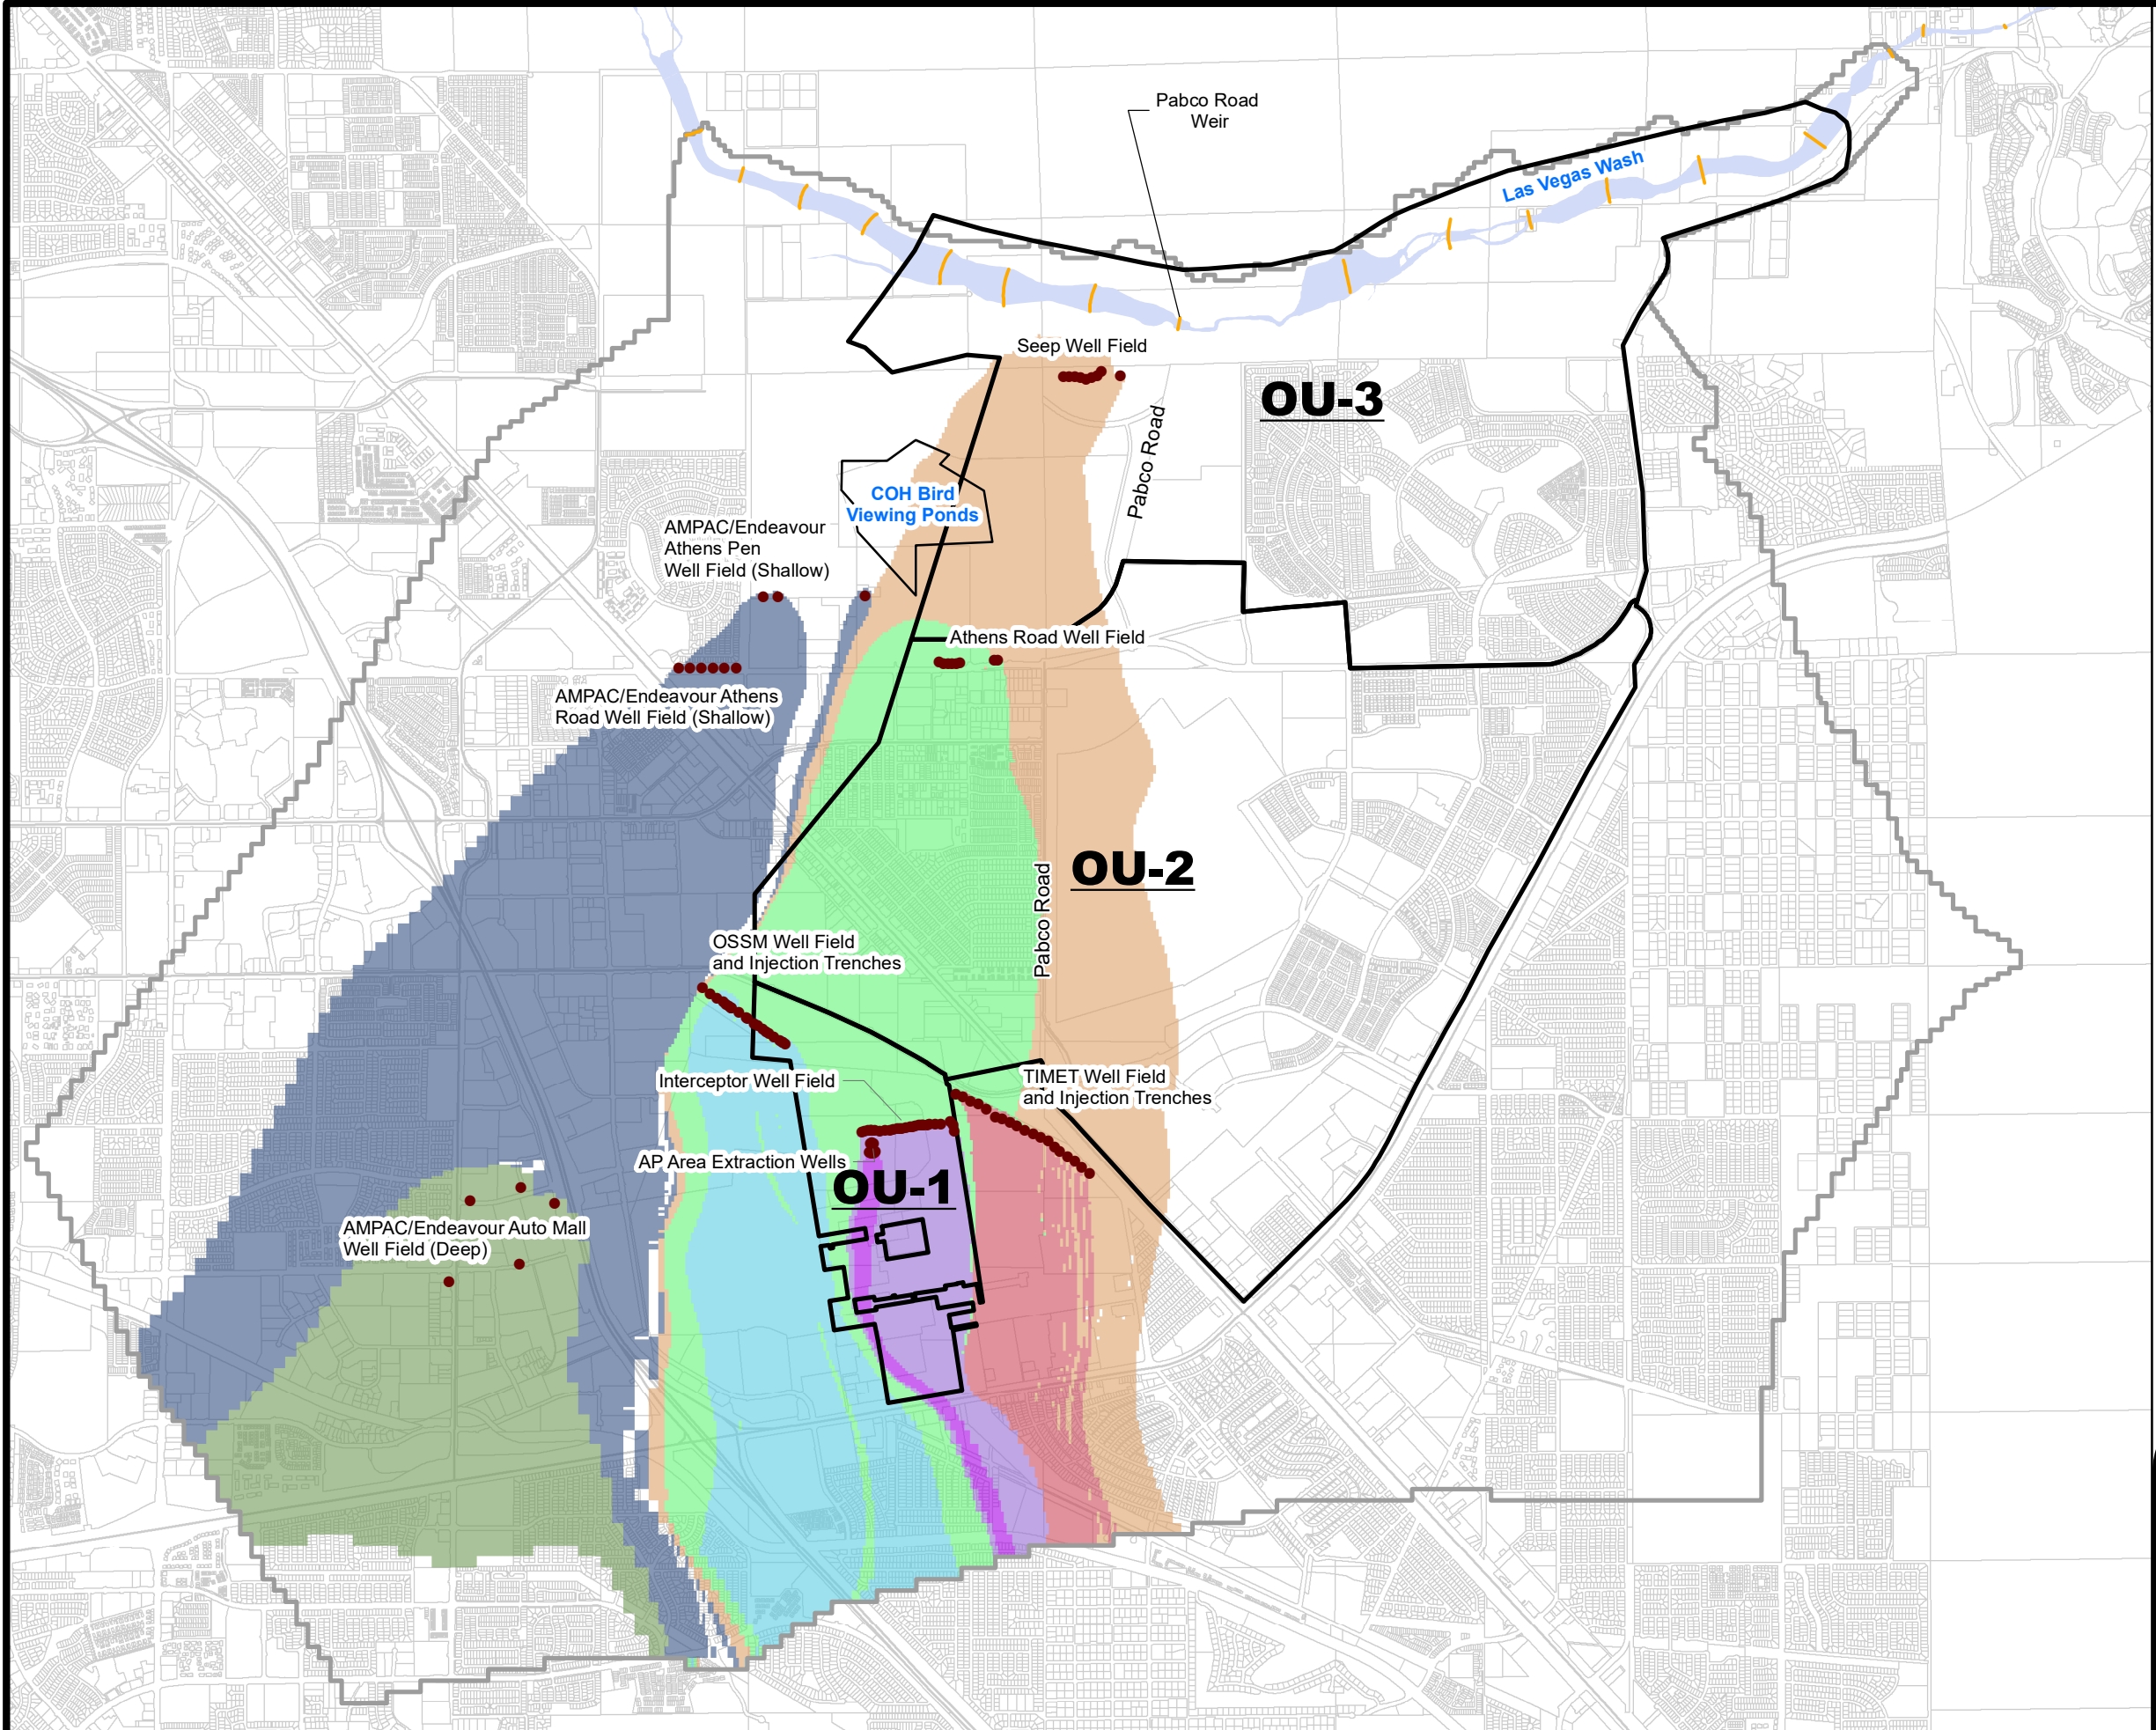 Pabco Road
Weir
Las Vegas Wash
Seep Well Field
OU-3
Pabco Road
COH Bird
Viewing Ponds
AMPAC/Endeavour
Athens Pen
Well Field (Shallow)
Athens Road Well Field
AMPAC/Endeavour Athens
Road Well Field (Shallow)
OU-2
Pabco Road
OSSM Well Field
and Injection Trenches
Interceptor Well Field
TIMET Well Field
and Injection Trenches
AP Area Extraction Wells
OU-1
AMPAC/Endeavour Auto Mall
Well Field (Deep)